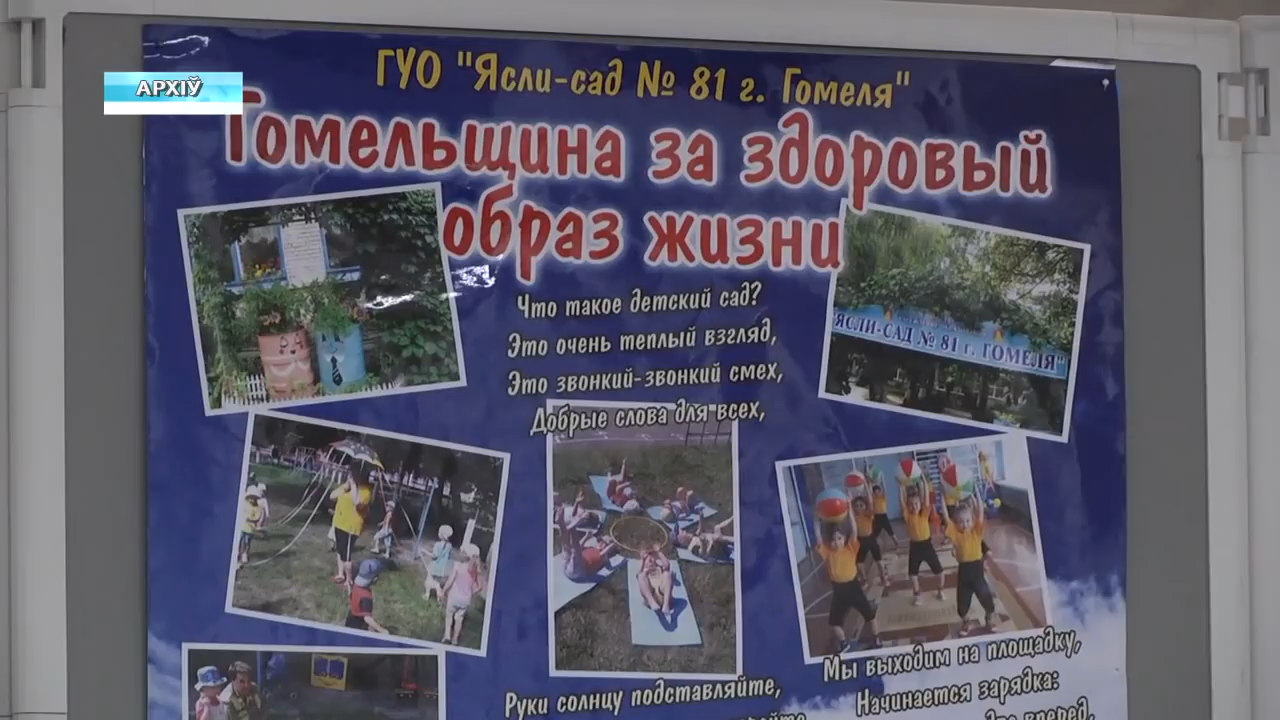 АРХІЎ
ГУО "Ясли-сад № 81 г. Гомеля"
Гомельщина за здоровый
образ жизни
Что такое детский сад?
Это очень теплый взгляд,
Это звонкий-звонкий смех,
Добрые слова для всех,
ЯСЛИ-САД № 81 г. ГОМЕЛЯ"
Мы выходим на площадку,
Начинается зарядка:
вперед,
Руки солнцу подставляйте,